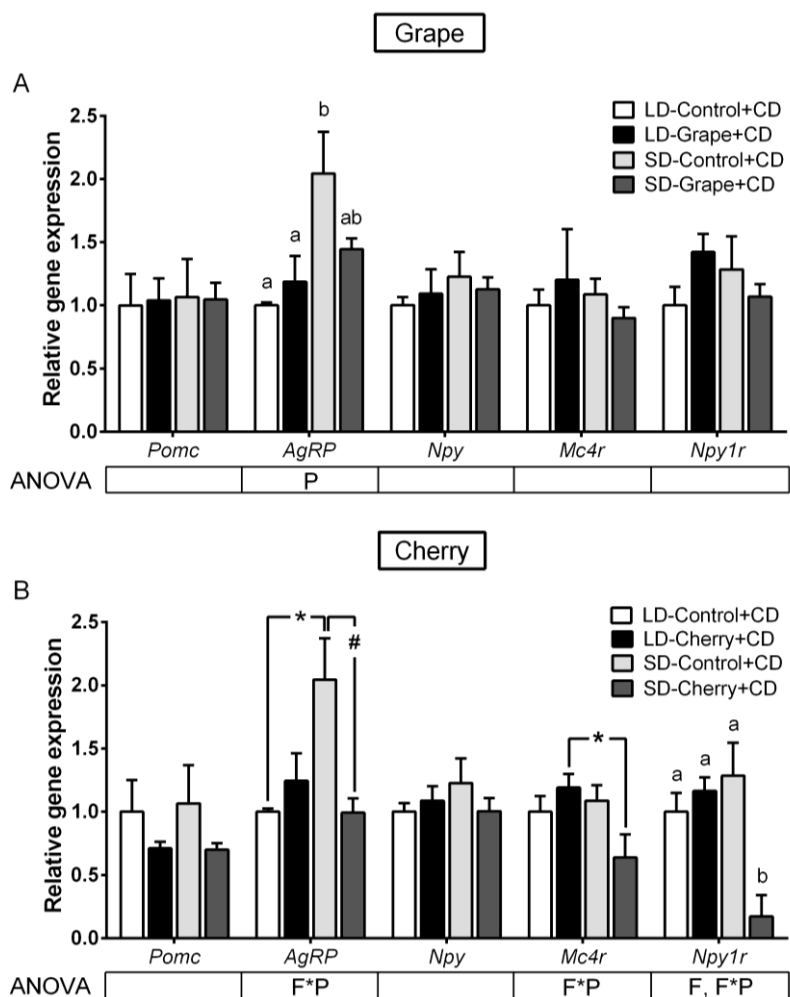 Grape
A
2.5
2.0
1.5
1.0
0.5
0.0
Relative gene expression
LD-Control+CD
LD-Grape+CD
SD-Control+CD
SD-Grape+CD
a a b ab
Pomc AgRP Npy Mc4r Npy1r
ANOVA P
Cherry
B
2.5
2.0
1.5
1.0
0.5
0.0
Relative gene expression
LD-Control+CD
LD-Cherry+CD
SD-Control+CD
SD-Cherry+CD
* # * a a a b
Pomc AgRP Npy Mc4r Npy1r
ANOVA F*P F*P F, F*P